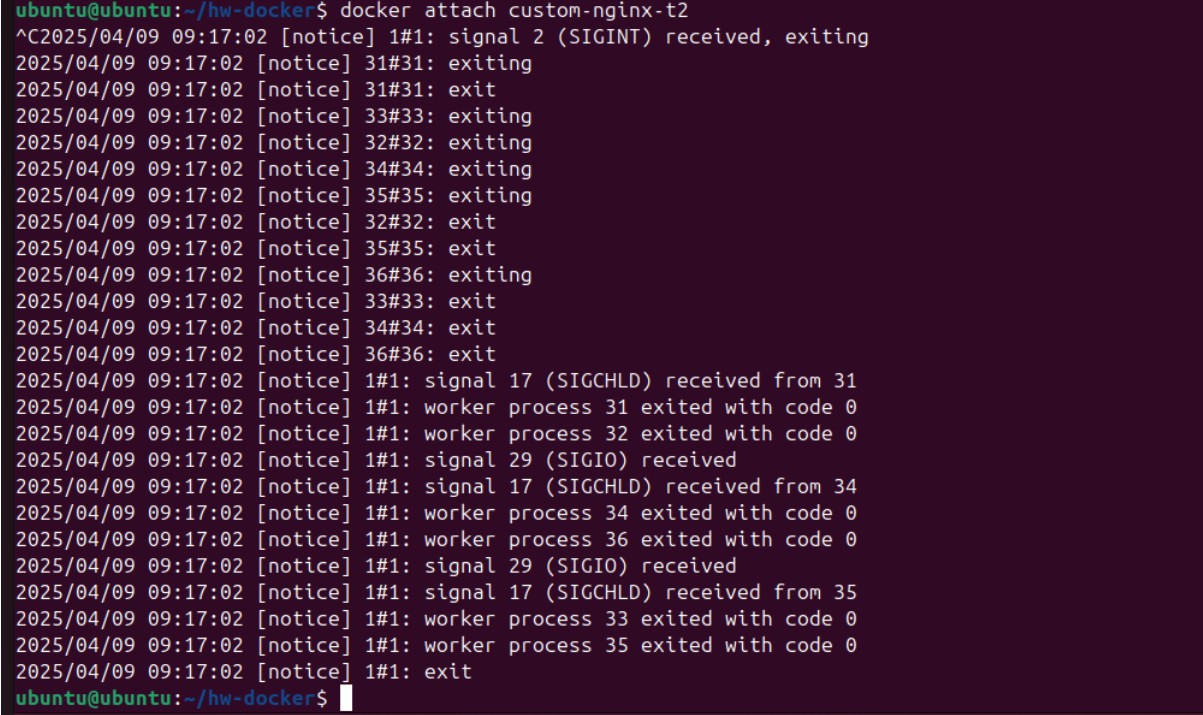 ubuntu@ubuntu:~/hw-docker$ docker attach custom-nginx-t2
^C2025/04/09 09:17:02 [notice] 1#1: signal 2 (SIGINT) received, exiting
2025/04/09 09:17:02 [notice] 31#31: exiting
2025/04/09 09:17:02 [notice] 31#31: exit
2025/04/09 09:17:02 [notice] 33#33: exiting
2025/04/09 09:17:02 [notice] 32#32: exiting
2025/04/09 09:17:02 [notice] 34#34: exiting
2025/04/09 09:17:02 [notice] 35#35: exiting
2025/04/09 09:17:02 [notice] 32#32: exit
2025/04/09 09:17:02 [notice] 35#35: exit
2025/04/09 09:17:02 [notice] 36#36: exiting
2025/04/09 09:17:02 [notice] 33#33: exit
2025/04/09 09:17:02 [notice] 34#34: exit
2025/04/09 09:17:02 [notice] 36#36: exit
2025/04/09 09:17:02 [notice] 1#1: signal 17 (SIGCHLD) received from 31
2025/04/09 09:17:02 [notice] 1#1: worker process 31 exited with code 0
2025/04/09 09:17:02 [notice] 1#1: worker process 32 exited with code 0
2025/04/09 09:17:02 [notice] 1#1: signal 29 (SIGIO) received
2025/04/09 09:17:02 [notice] 1#1: signal 17 (SIGCHLD) received from 34
2025/04/09 09:17:02 [notice] 1#1: worker process 34 exited with code 0
2025/04/09 09:17:02 [notice] 1#1: worker process 36 exited with code 0
2025/04/09 09:17:02 [notice] 1#1: signal 29 (SIGIO) received
2025/04/09 09:17:02 [notice] 1#1: signal 17 (SIGCHLD) received from 35
2025/04/09 09:17:02 [notice] 1#1: worker process 33 exited with code 0
2025/04/09 09:17:02 [notice] 1#1: worker process 35 exited with code 0
2025/04/09 09:17:02 [notice] 1#1: exit
ubuntu@ubuntu:~/hw-docker$